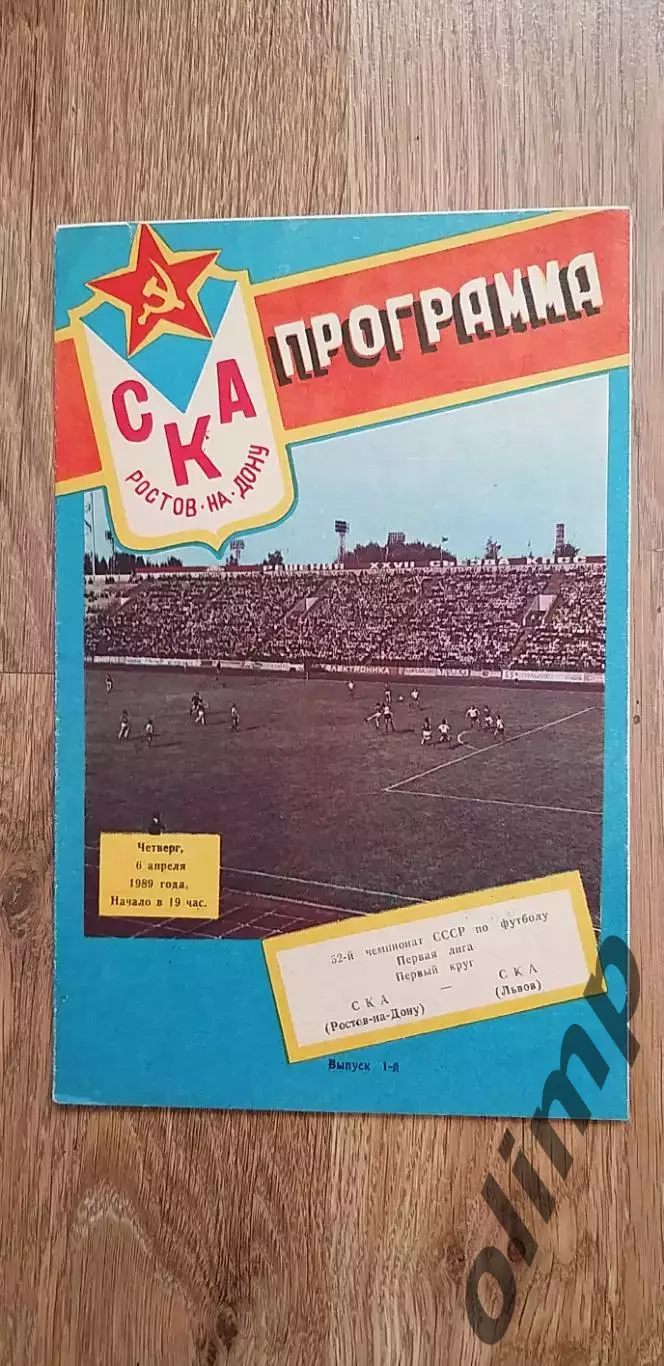 ПРОГРАММА
СКА
РОСТОВ·НА·ДОНУ
XXVII
ЭЛЕКТРОНИКА
Четверг,
6 апреля
1989 года,
Начало в 19 час.
52-й чемпионат СССР по футболу
Первая лига
Первый круг
СКА — СКА
(Ростов-на-Дону) (Львов)
Выпуск 1-й
olimp